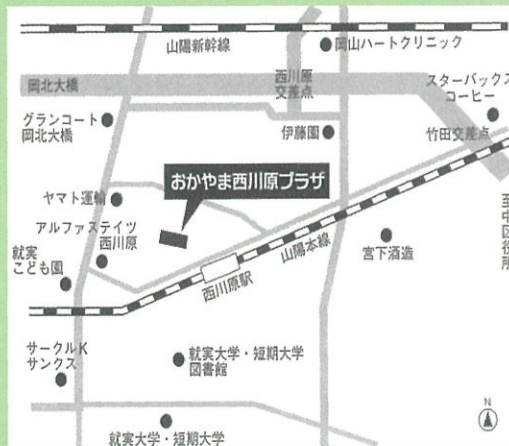 山陽新幹線
岡山ハートクリニック
岡北大橋
西川原
交差点
スターバックス
コーヒー
グランコート
岡北大橋
伊藤園
竹田交差点
おかやま西川原プラザ
ヤマト運輸
アルファステイツ
西川原
至中区役所
就実
こども園
宮下酒造
山陽本線
西川原駅
サークルK
サンクス
就実大学・短期大学
図書館
就実大学・短期大学
N